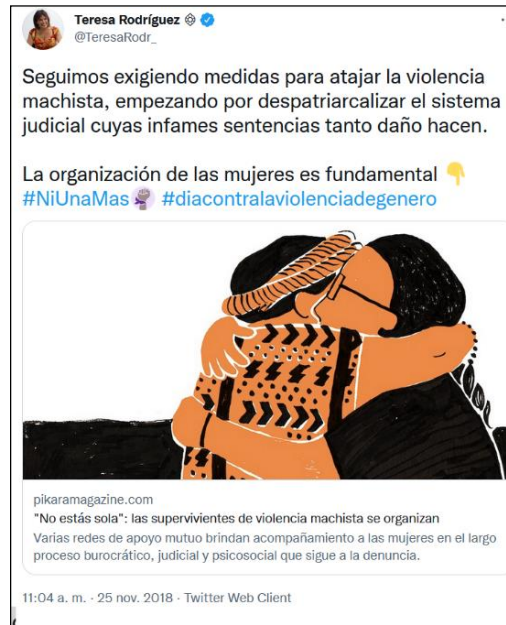 Teresa Rodríguez
@TeresaRodr_
Seguimos exigiendo medidas para atajar la violencia
machista, empezando por despatriarcalizar el sistema
judicial cuyas infames sentencias tanto daño hacen.
La organización de las mujeres es fundamental 👇
#NiUnaMas #diacontralaviolenciadegenero
pikaramagazine.com
"No estás sola": las supervivientes de violencia machista se organizan
Varias redes de apoyo mutuo brindan acompañamiento a las mujeres en el largo
proceso burocrático, judicial y psicosocial que sigue a la denuncia.
11:04 a. m. · 25 nov. 2018 · Twitter Web Client